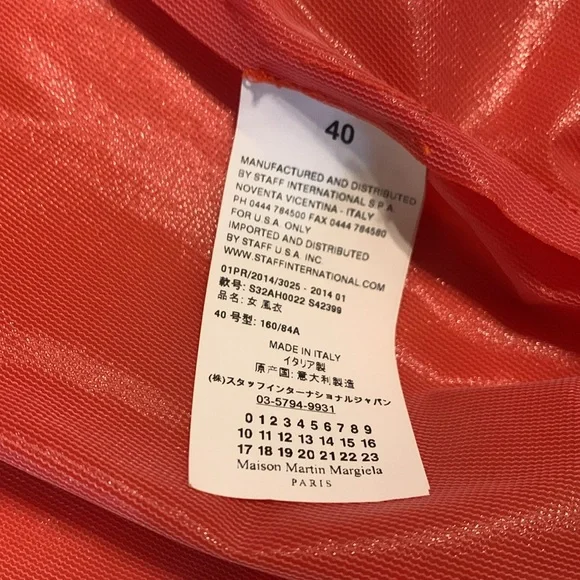 40
MANUFACTURED AND DISTRIBUTED
BY STAFF INTERNATIONAL S.P.A.
NOVENTA VICENTINA - ITALY
PH 0444 784500 FAX 0444 784580
FOR U.S.A. ONLY
IMPORTED AND DISTRIBUTED
BY STAFF U.S.A. INC.
WWW.STAFFINTERNATIONAL.COM
01PR/2014/3025 - 2014 01
款号: S32AH0022 S42399
品名: 女 風衣
40 号型: 160/84A
MADE IN ITALY
イタリア製
原产国: 意大利製造
(株)スタッフインターナショナルジャパン
03-5794-9931
0 1 2 3 4 5 6 7 8 9
10 11 12 13 14 15 16
17 18 19 20 21 22 23
Maison Martin Margiela
PARIS